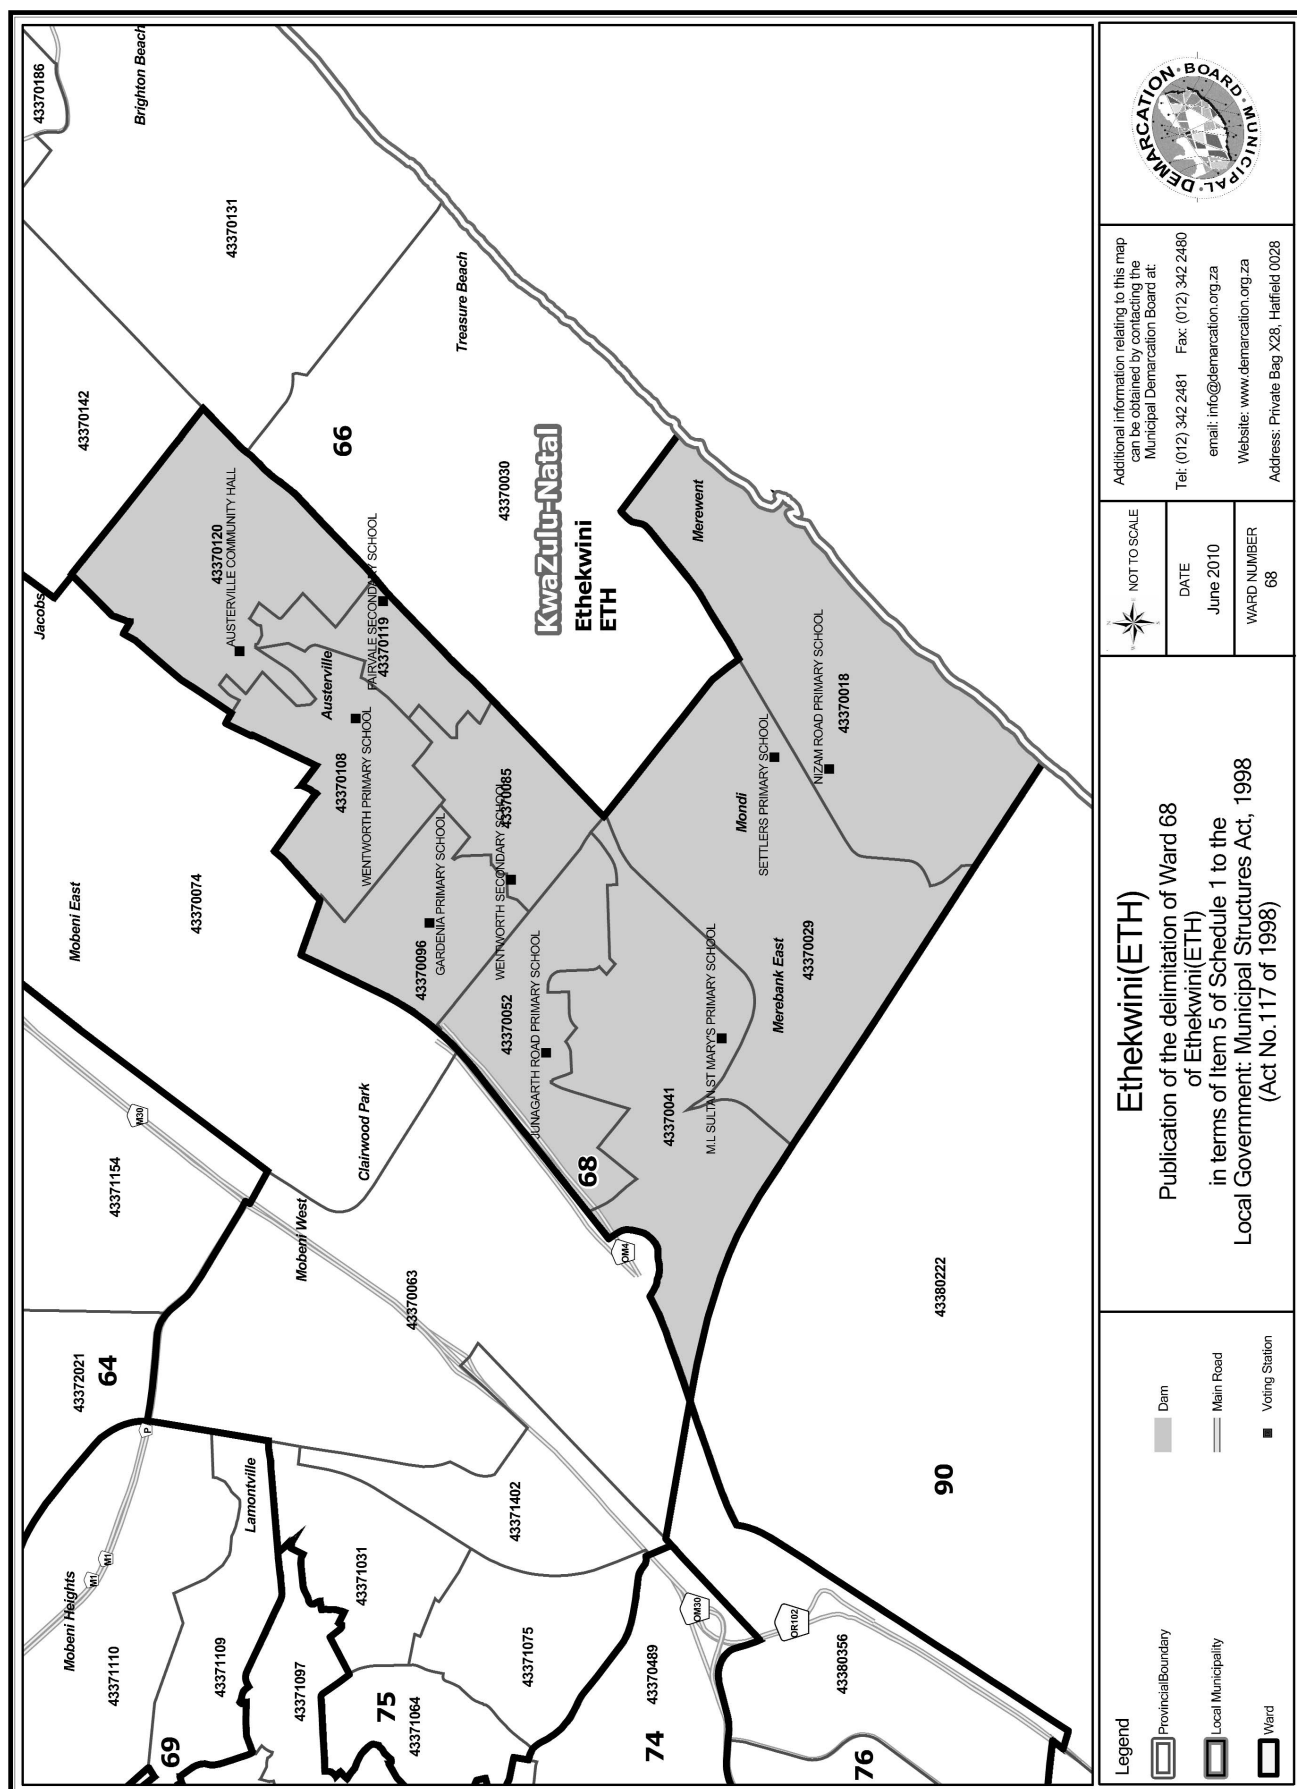 43370186
Brighton Beach
43370131
43370142
Treasure Beach
66
43370030
KwaZulu-Natal
Ethekwini
ETH
Jacobs
43370120
AUSTERVILLE COMMUNITY HALL
FAIRVALE SECONDARY SCHOOL
43370119
Austerville
43370108
WENTWORTH PRIMARY SCHOOL
Merewent
NIZAM ROAD PRIMARY SCHOOL
43370018
SETTLERS PRIMARY SCHOOL
Mondi
43370085
WENTWORTH SECONDARY SCHOOL
GARDENIA PRIMARY SCHOOL
43370096
Mobeni East
43370074
43370052
JUNAGARTH ROAD PRIMARY SCHOOL
M.L SULTAN ST MARY'S PRIMARY SCHOOL
Merebank East
43370029
43370041
68
Clairwood Park
M30
43371154
Mobeni West
OM4
43370063
43380222
43372021
64
P
Lamontville
43371402
90
M1
M1
Mobeni Heights
43371110
43371109
43371031
43371097
43371075
75
43371064
69
OM30
43370489
74
OR102
43380356
76
Legend
ProvincialBoundary
Local Municipality
Ward
Dam
Main Road
Voting Station
Ethekwini(ETH)
Publication of the delimitation of Ward 68
of Ethekwini(ETH)
in terms of Item 5 of Schedule 1 to the
Local Government: Municipal Structures Act, 1998
(Act No.117 of 1998)
NOT TO SCALE
DATE
June 2010
WARD NUMBER
68
Additional information relating to this map
can be obtained by contacting the
Municipal Demarcation Board at:
Tel: (012) 342 2481 Fax: (012) 342 2480
email: info@demarcation.org.za
Website: www.demarcation.org.za
Address: Private Bag X28, Hatfield 0028
MUNICIPAL DEMARCATION BOARD